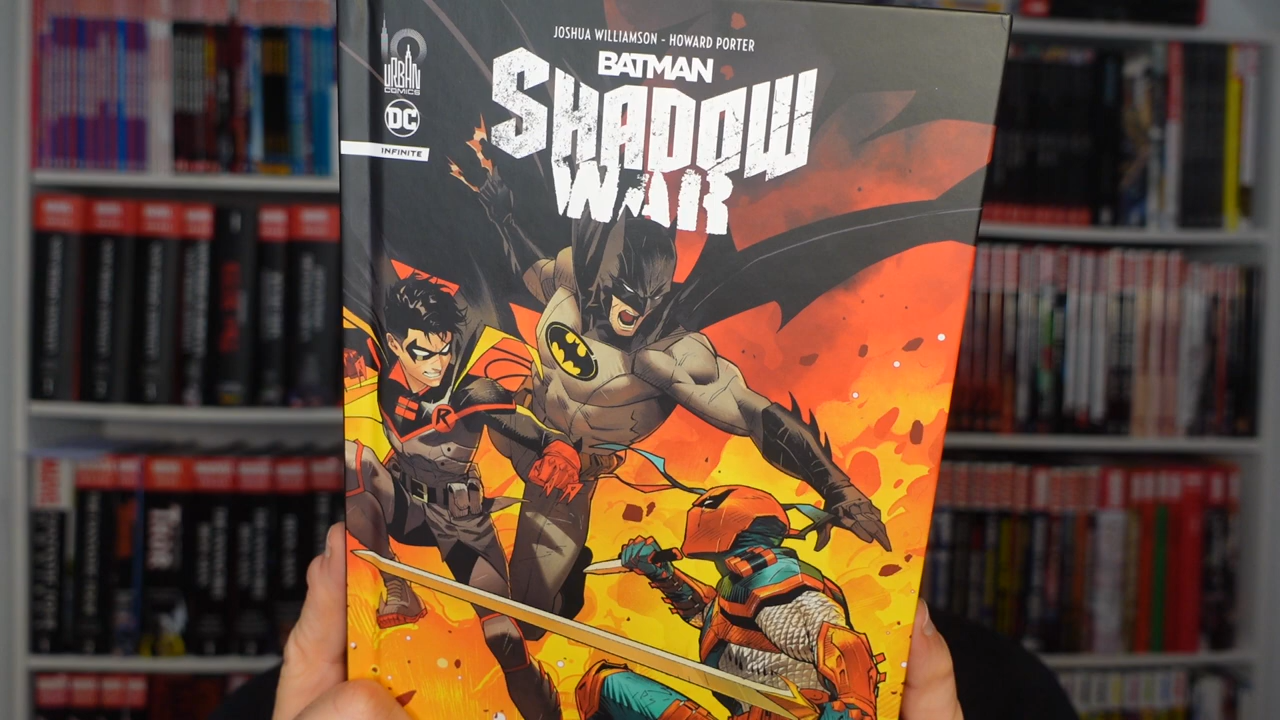 JOSHUA WILLIAMSON - HOWARD PORTER
BATMAN
SHADOW
WAR
URBAN
COMICS
DC
INFINITE
R